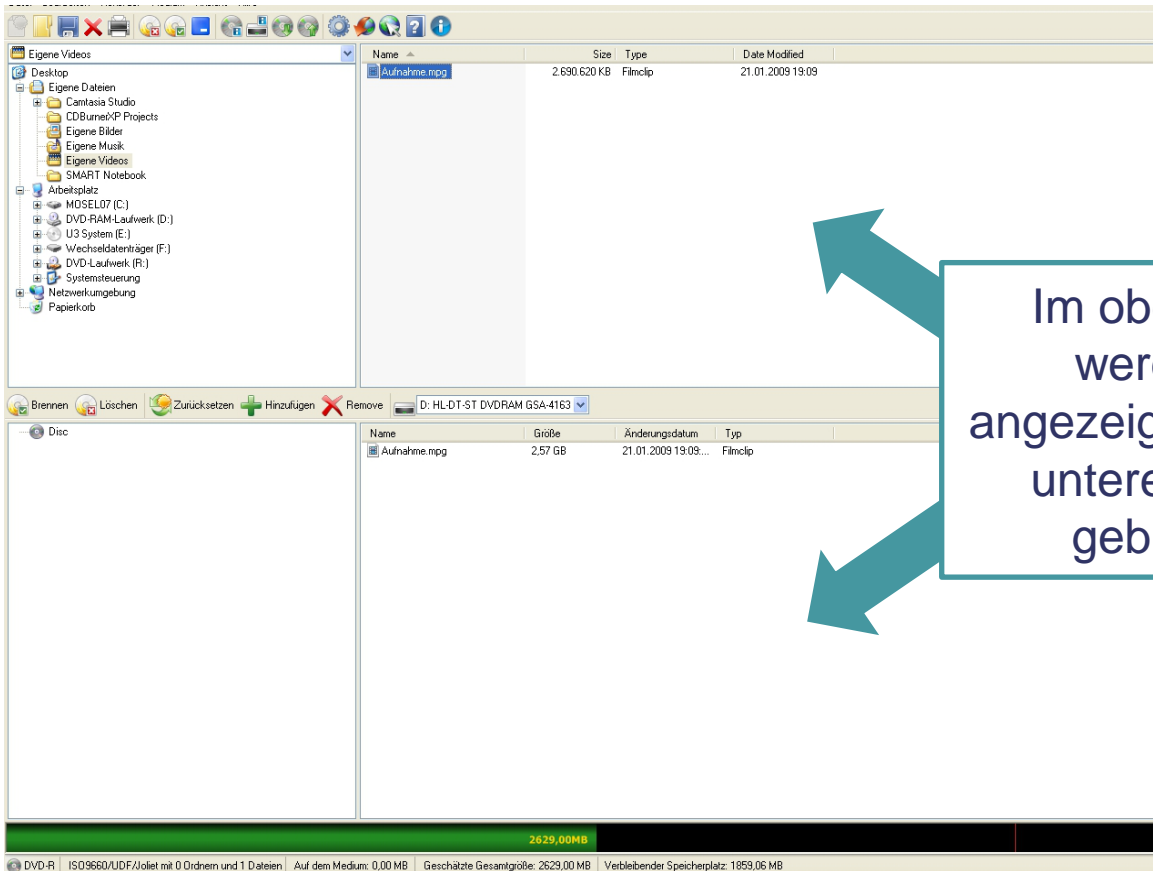 Eigene Videos
Name Size Type Date Modified
Desktop
Aufnahme.mpg 2.690.620 KB Filmclip 21.01.2009 19:09
Eigene Dateien
Camtasia Studio
CDBurnerXP Projects
Eigene Bilder
Eigene Musik
Eigene Videos
SMART Notebook
Arbeitsplatz
MOSEL07 (C:)
DVD-RAM-Laufwerk (D:)
U3 System (E:)
Wechseldatenträger (F:)
DVD-Laufwerk (R:)
Systemsteuerung
Netzwerkumgebung
Papierkorb
Im ob
wer
angezeig
untere
geb
Brennen Löschen Zurücksetzen Hinzufügen Remove D: HL-DT-ST DVDRAM GSA-4163
Disc
Name Größe Änderungsdatum Typ
Aufnahme.mpg 2,57 GB 21.01.2009 19:09:... Filmclip
2629,00MB
DVD-R ISO9660/UDF/Joliet mit 0 Ordnern und 1 Dateien Auf dem Medium: 0,00 MB Geschätzte Gesamtgröße: 2629,00 MB Verbleibender Speicherplatz: 1859,06 MB